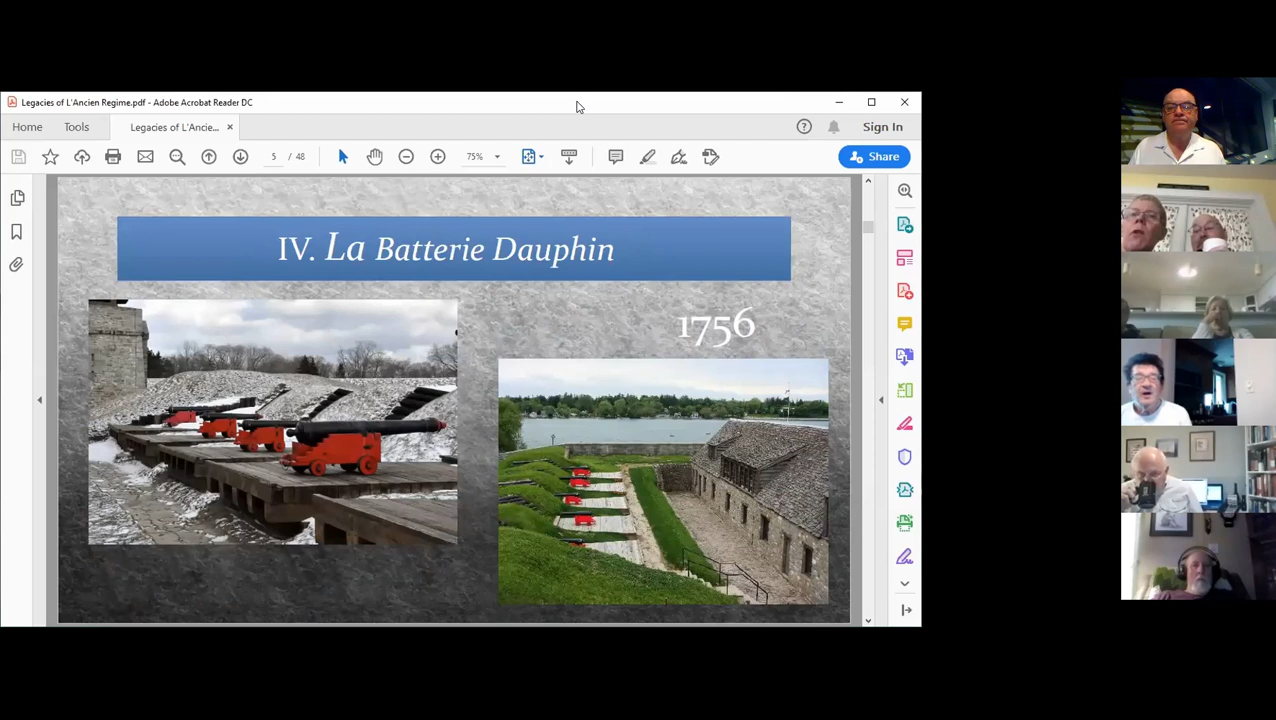 Legacies of L'Ancien Regime.pdf - Adobe Acrobat Reader DC
Home Tools Legacies of L'Ancie... Sign In
5 / 48 75% Share
IV. La Batterie Dauphin
1756